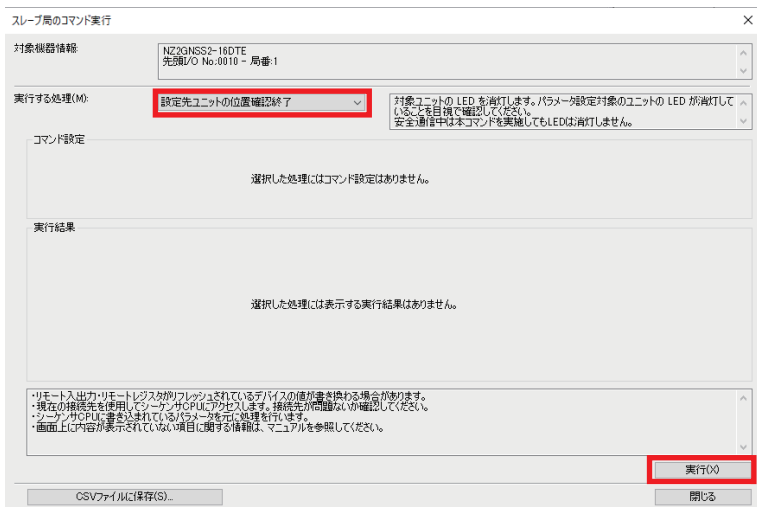 スレーブ局のコマンド実行
対象機器情報:
NZ2GNSS2-16DTE
先頭I/O No:0010 - 局番:1
実行する処理(M):
設定先ユニットの位置確認終了
対象ユニットの LED を消灯します。パラメータ設定対象のユニットの LED が消灯して
いることを目視で確認してください。
安全通信中は本コマンドを実施してもLEDは消灯しません。
コマンド設定
選択した処理にはコマンド設定はありません。
実行結果
選択した処理には表示する実行結果はありません。
・リモート入出力・リモートレジスタがリフレッシュされているデバイスの値が書き換わる場合があります。
・現在の接続先を使用してシーケンサCPUにアクセスします。接続先が問題ないか確認してください。
・シーケンサCPUに書き込まれているパラメータを元に処理を行います。
・画面上に内容が表示されていない項目に関する情報は、マニュアルを参照してください。
実行(X)
CSVファイルに保存(S)...
閉じる